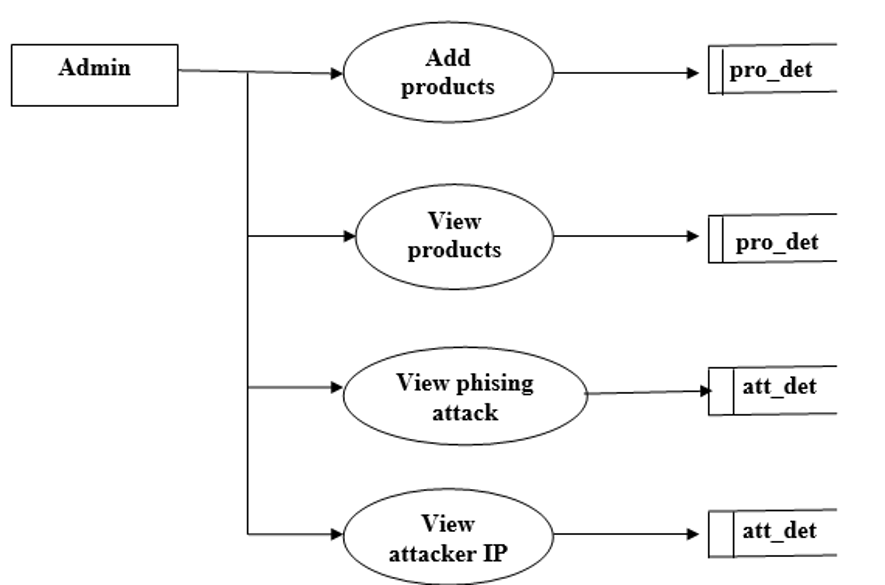 Admin
Add
products
pro_det
View
products
pro_det
View phising
attack
att_det
View
attacker IP
att_det